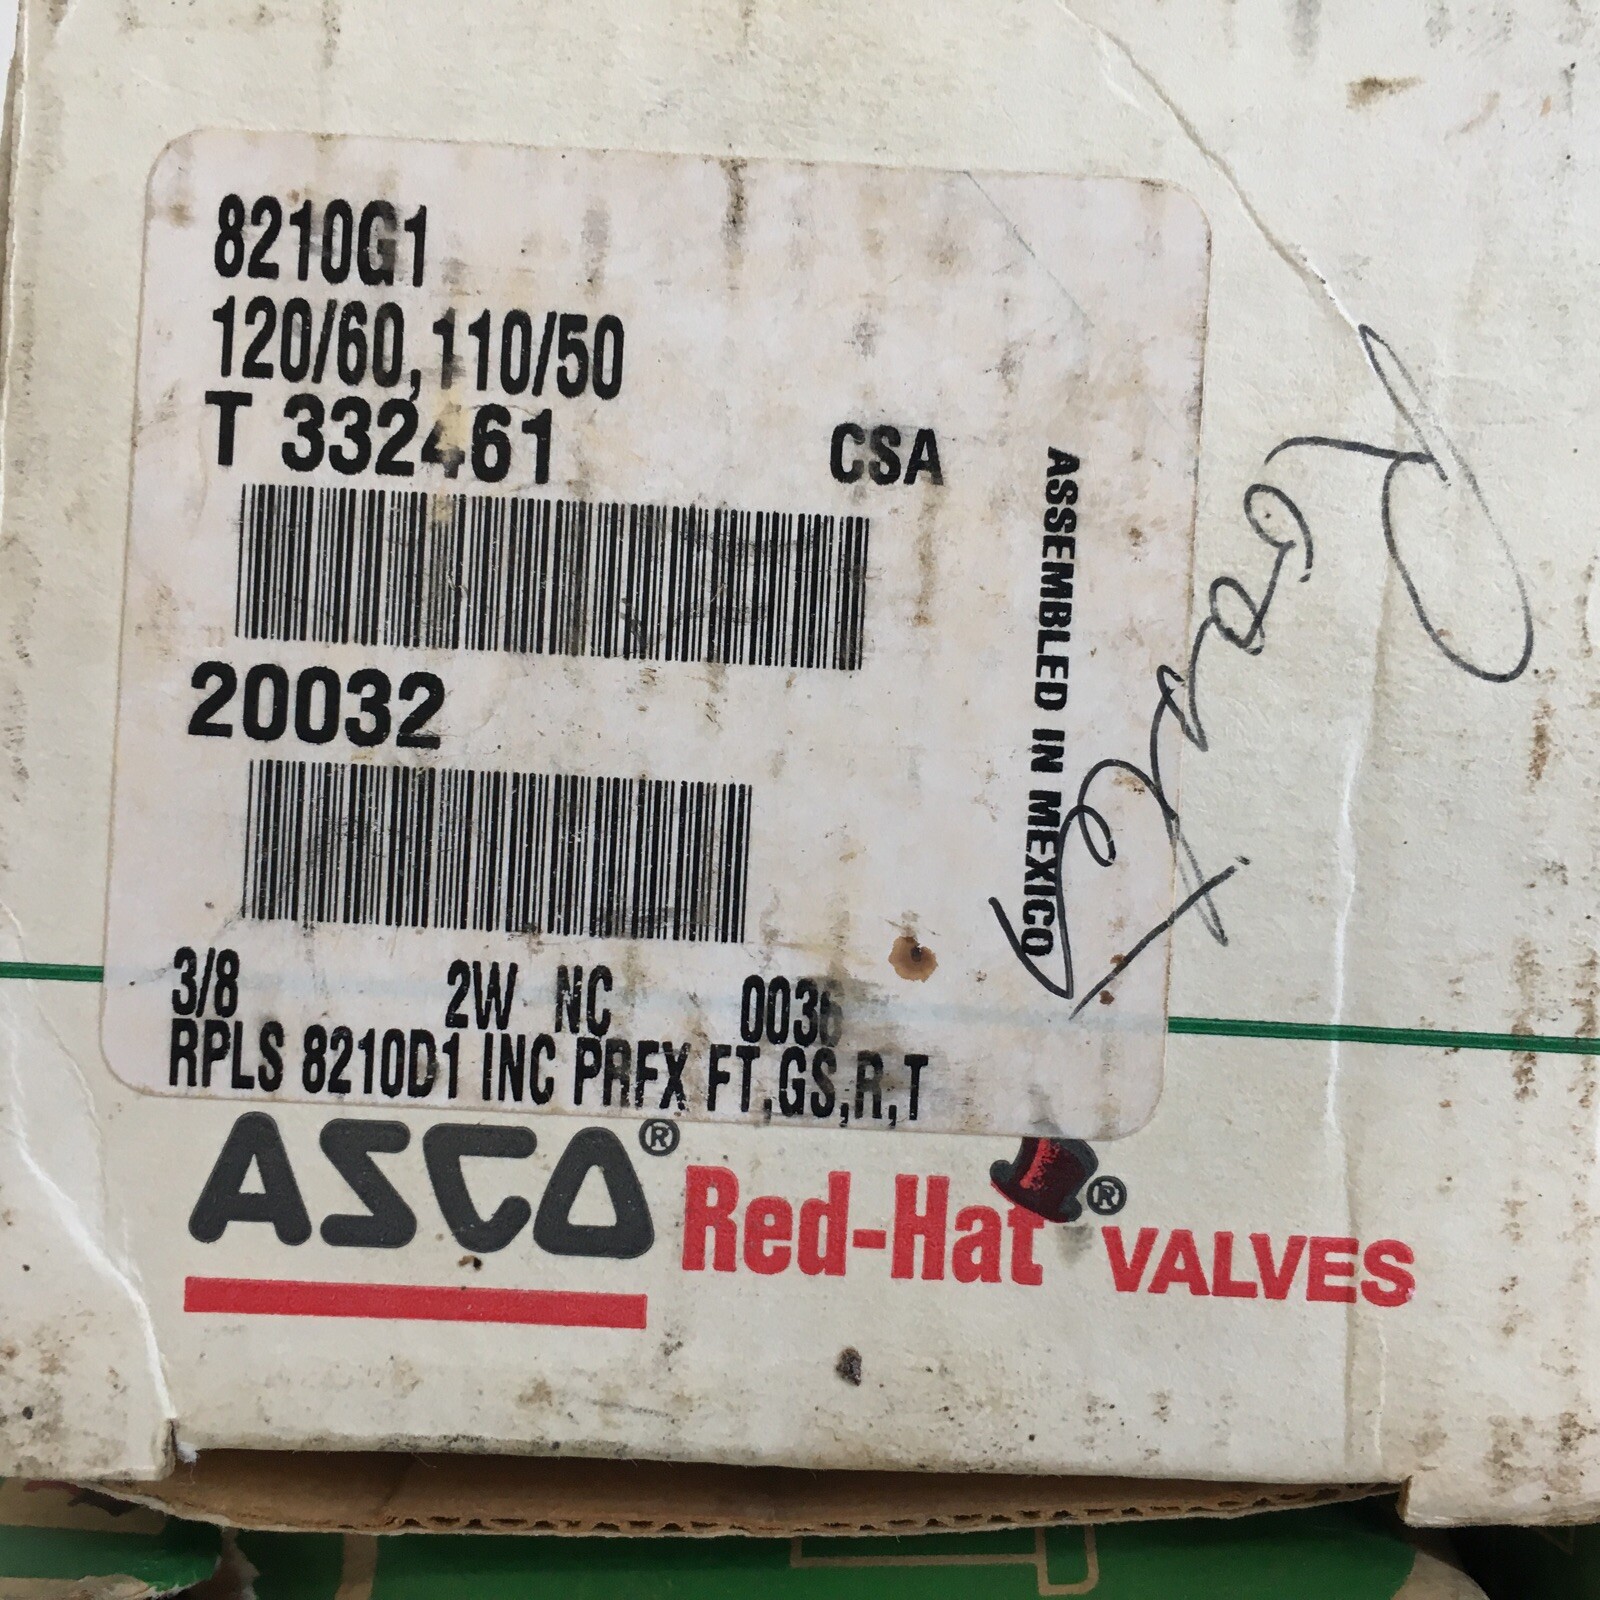 8210G1
120/60,110/50
T 332461 CSA
20032
3/8 2W NC 0036
RPLS 8210D1 INC PRFX FT,GS,R,T
ASSEMBLED IN MEXICO
ASCO® Red-Hat® VALVES